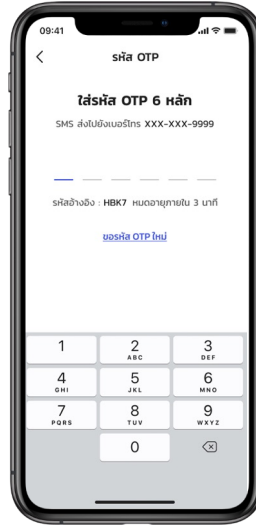 09:41
รหัส OTP
ใส่รหัส OTP 6 หลัก
SMS ส่งไปยังเบอร์โทร XXX-XXX-9999
รหัสอ้างอิง : HBK7 หมดอายุภายใน 3 นาที
ขอรหัส OTP ใหม่
1 2 3
ABC DEF
4 5 6
GHI JKL MNO
7 8 9
PQRS TUV WXYZ
0